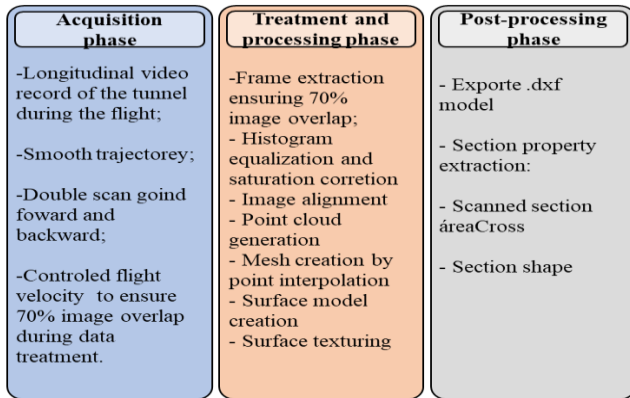 Acquisition
phase
-Longitudinal video
record of the tunnel
during the flight;
-Smooth trajectorey;
-Double scan goind
foward and
backward;
-Controled flight
velocity to ensure
70% image overlap
during data
treatment.
Treatment and
processing phase
-Frame extraction
ensuring 70%
image overlap;
- Histogram
equalization and
saturation corretion
- Image alignment
- Point cloud
generation
- Mesh creation by
point interpolation
- Surface model
creation
- Surface texturing
Post-processing
phase
- Exporte .dxf
model
- Section property
extraction:
- Scanned section
áreaCross
- Section shape